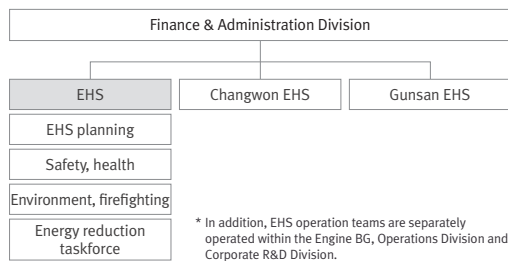 Finance & Administration Division
EHS
Changwon EHS
Gunsan EHS
EHS planning
Safety, health
Environment, firefighting
Energy reduction
taskforce
* In addition, EHS operation teams are separately
operated within the Engine BG, Operations Division and
Corporate R&D Division.